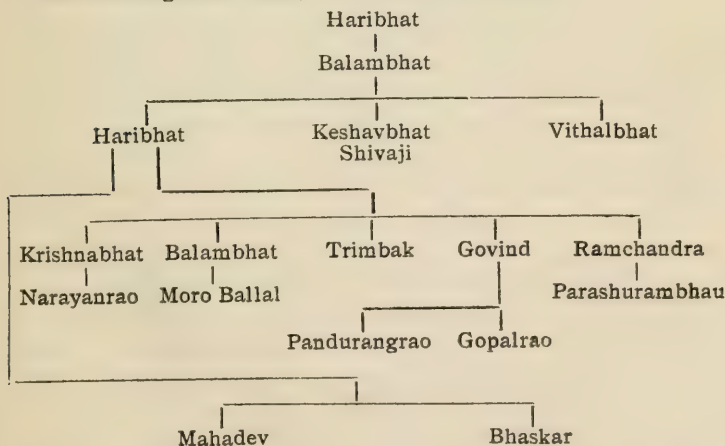 Haribhat
Balambhat
Haribhat Keshavbhat Vithalbhat
Shivaji
Krishnabhat Balambhat Trimbak Govind Ramchandra
Narayanrao Moro Ballal Parashurambhau
Pandurangrao Gopalrao
Mahadev Bhaskar